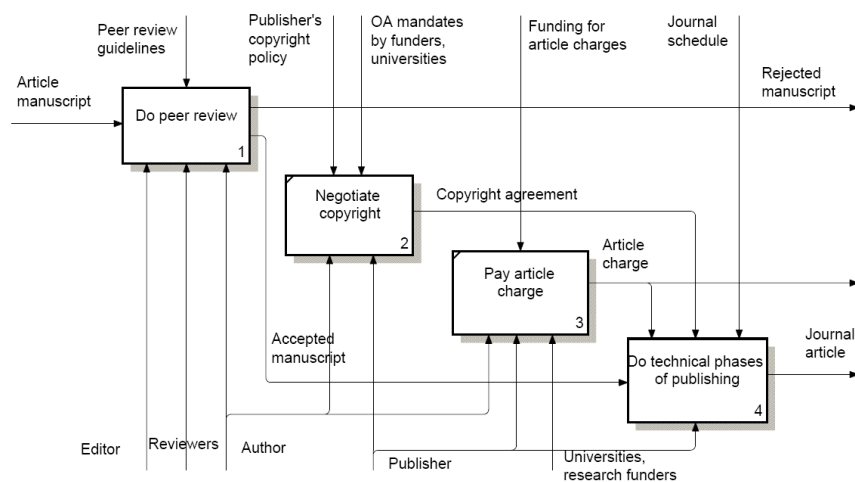 Peer review
guidelines
Publisher's
copyright
policy
OA mandates
by funders,
universities
Funding for
article charges
Journal
schedule
Article
manuscript
Rejected
manuscript
Do peer review
1
Negotiate
copyright
2
Copyright agreement
Pay article
charge
3
Article
charge
Accepted
manuscript
Do technical phases
of publishing
4
Journal
article
Editor
Reviewers
Author
Publisher
Universities,
research funders